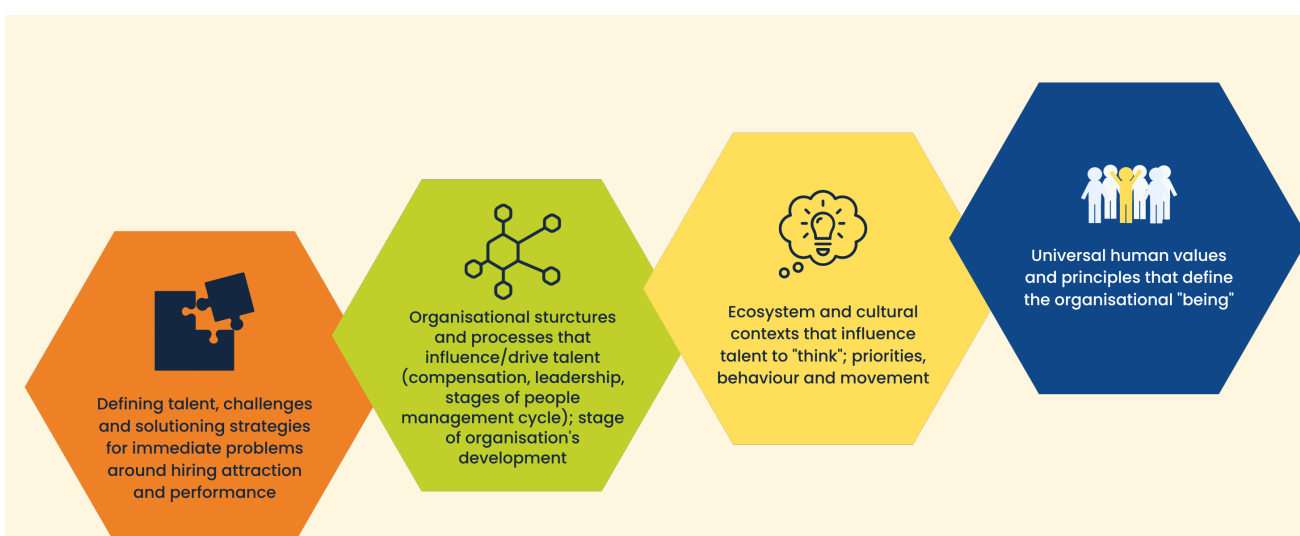 Defining talent, challenges
and solutioning strategies
for immediate problems
around hiring attraction
and performance
Organisational sturctures
and processes that
influence/drive talent
(compensation, leadership,
stages of people
management cycle); stage
of organisation's
development
Ecosystem and cultural
contexts that influence
talent to "think"; priorities,
behaviour and movement
Universal human values
and principles that define
the organisational "being"